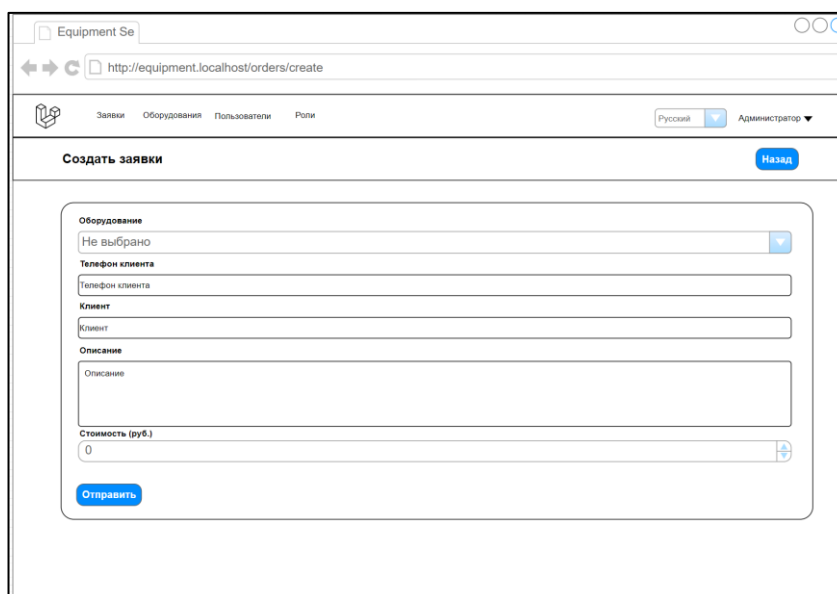 Equipment Se
http://equipment.localhost/orders/create
Заявки Оборудования Пользователи Роли Русский Администратор
Создать заявки Назад
Оборудование
Не выбрано
Телефон клиента
Телефон клиента
Клиент
Клиент
Описание
Описание
Стоимость (руб.)
0
Отправить